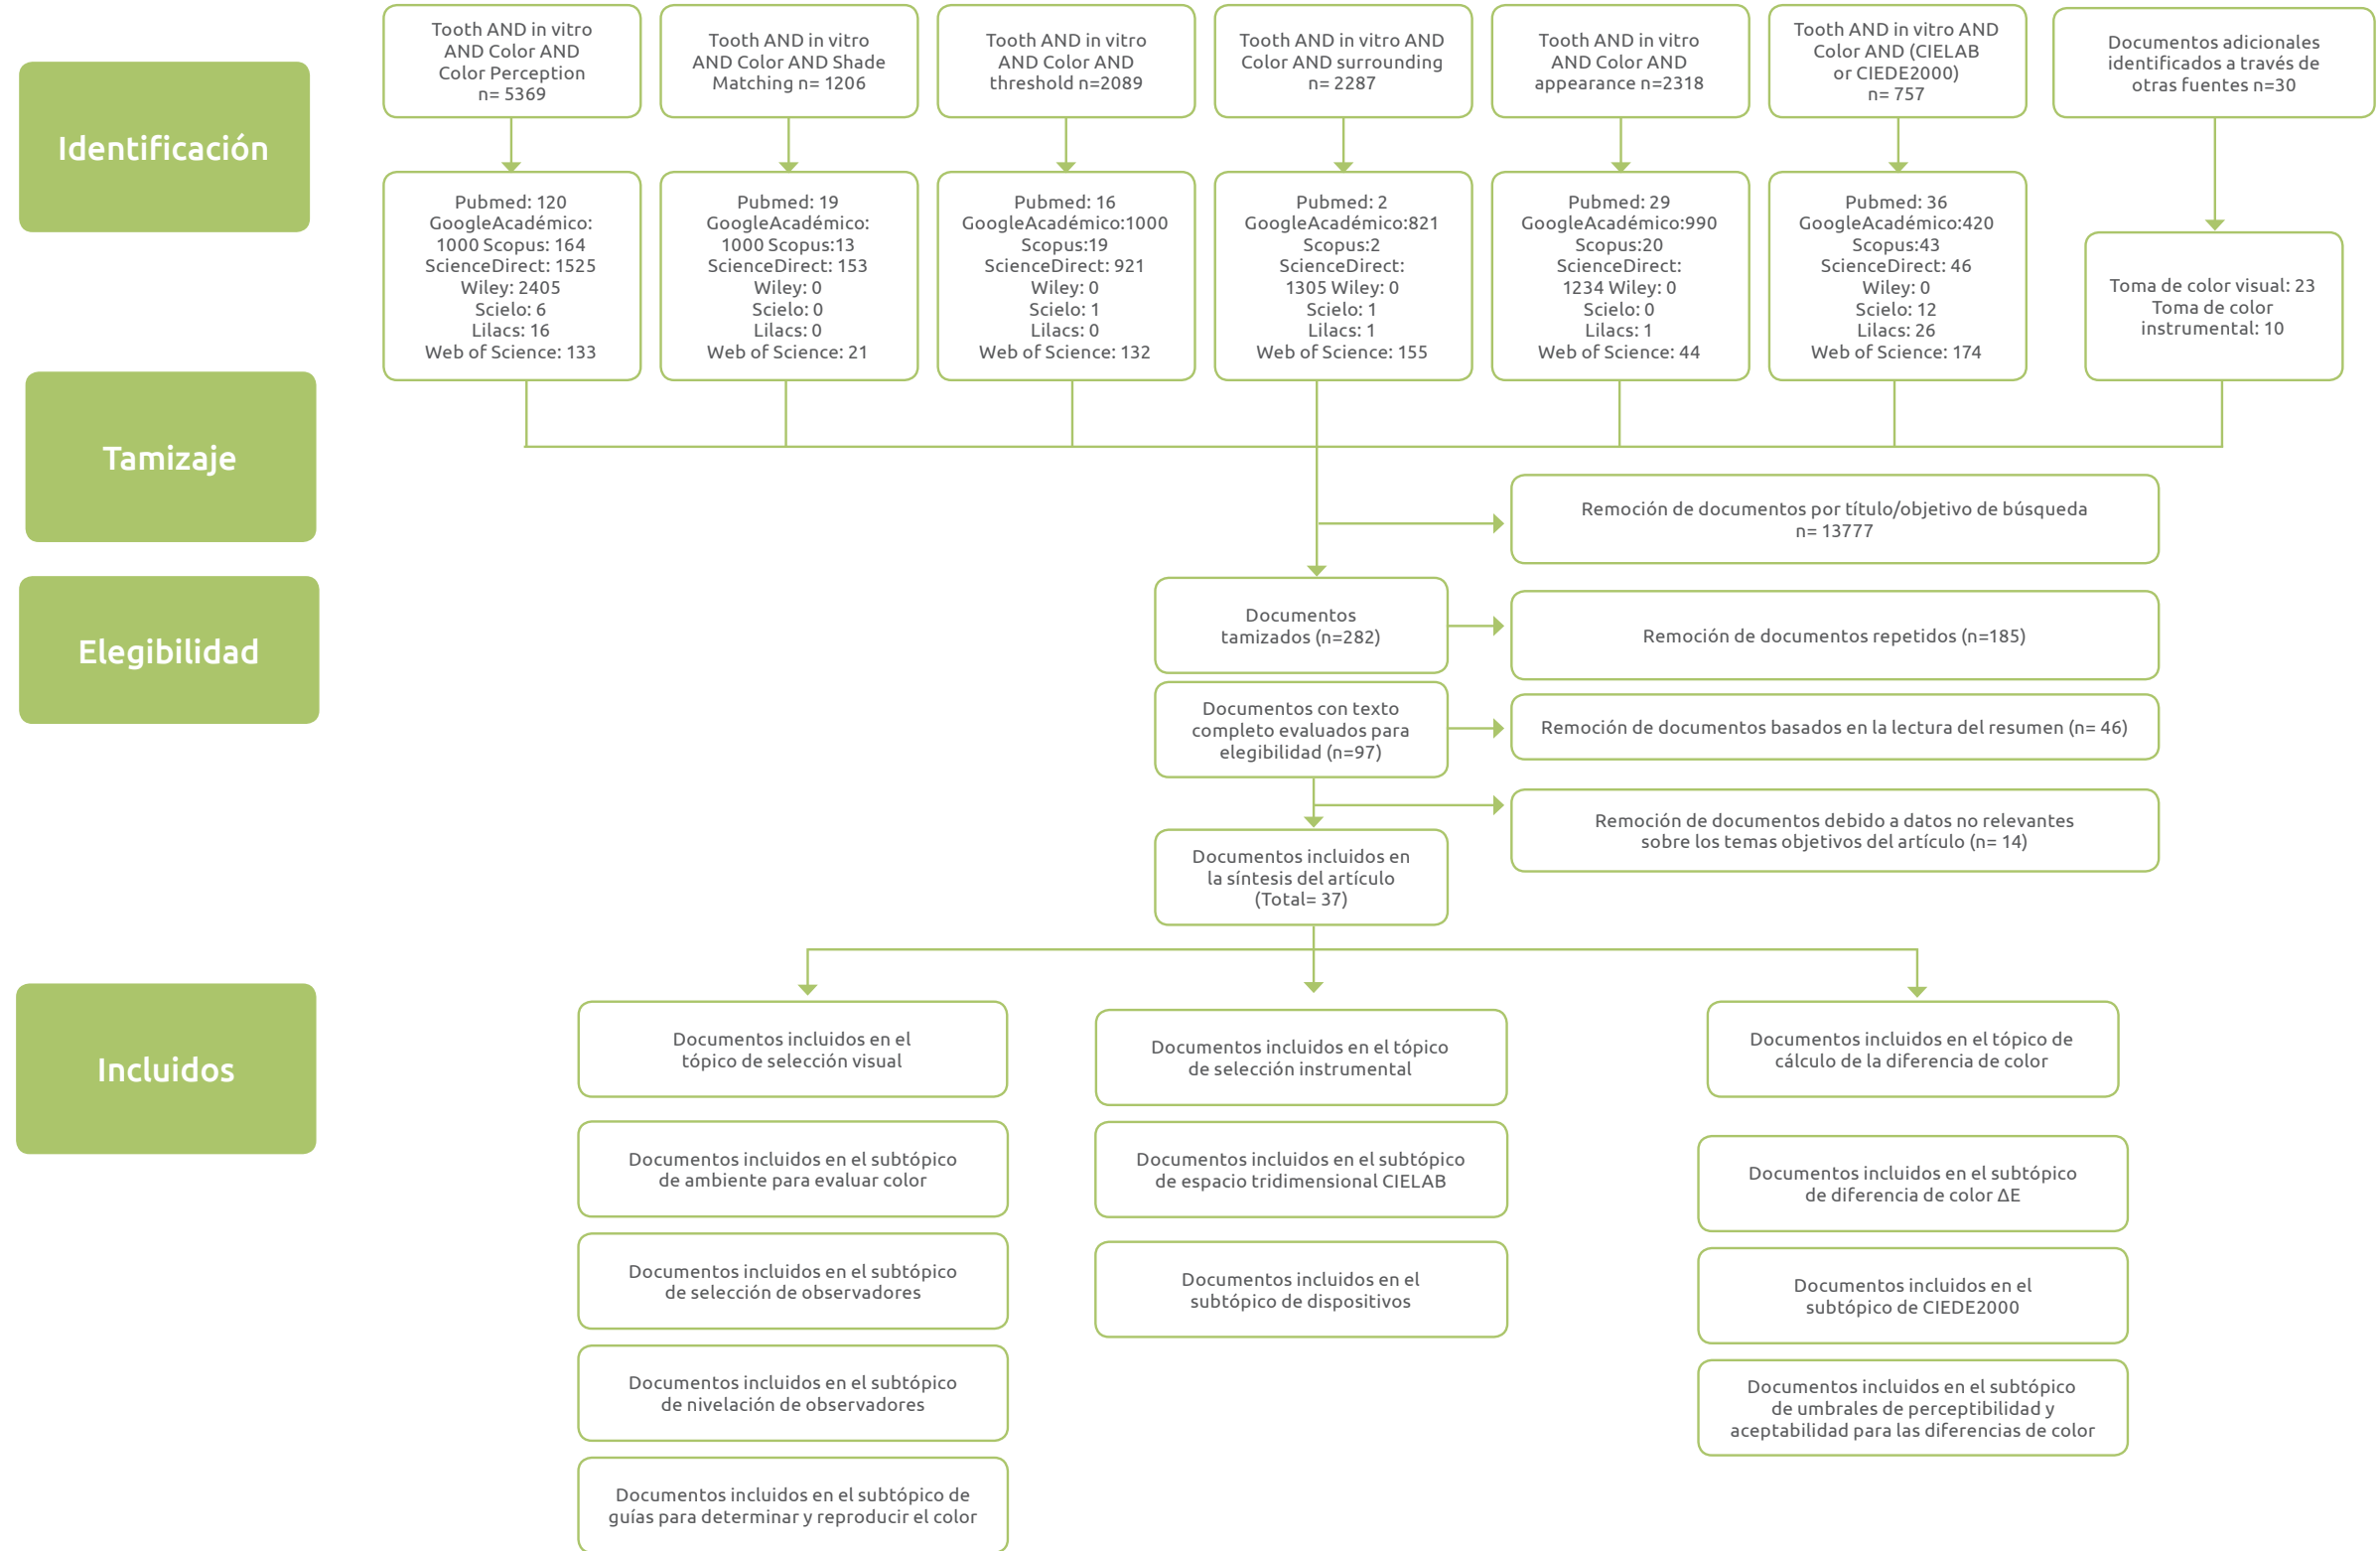 Identificación
Tooth AND in vitro
AND Color AND
Color Perception
n= 5369
Tooth AND in vitro
AND Color AND Shade
Matching n= 1206
Tooth AND in vitro
AND Color AND
threshold n=2089
Tooth AND in vitro AND
Color AND surrounding
n= 2287
Tooth AND in vitro
AND Color AND
appearance n=2318
Tooth AND in vitro AND
Color AND (CIELAB
or CIEDE2000)
n= 757
Documentos adicionales
identificados a través de
otras fuentes n=30
Pubmed: 120
GoogleAcadémico:
1000 Scopus: 164
ScienceDirect: 1525
Wiley: 2405
Scielo: 6
Lilacs: 16
Web of Science: 133
Pubmed: 19
GoogleAcadémico:
1000 Scopus:13
ScienceDirect: 153
Wiley: 0
Scielo: 0
Lilacs: 0
Web of Science: 21
Pubmed: 16
GoogleAcadémico:1000
Scopus:19
ScienceDirect: 921
Wiley: 0
Scielo: 1
Lilacs: 0
Web of Science: 132
Pubmed: 2
GoogleAcadémico:821
Scopus:2
ScienceDirect:
1305 Wiley: 0
Scielo: 1
Lilacs: 1
Web of Science: 155
Pubmed: 29
GoogleAcadémico:990
Scopus:20
ScienceDirect:
1234 Wiley: 0
Scielo: 0
Lilacs: 1
Web of Science: 44
Pubmed: 36
GoogleAcadémico:420
Scopus:43
ScienceDirect: 46
Wiley: 0
Scielo: 12
Lilacs: 26
Web of Science: 174
Toma de color visual: 23
Toma de color
instrumental: 10
Tamizaje
Remoción de documentos por título/objetivo de búsqueda
n= 13777
Elegibilidad
Documentos
tamizados (n=282)
Remoción de documentos repetidos (n=185)
Documentos con texto
completo evaluados para
elegibilidad (n=97)
Remoción de documentos basados en la lectura del resumen (n= 46)
Remoción de documentos debido a datos no relevantes
sobre los temas objetivos del artículo (n= 14)
Documentos incluidos en
la síntesis del artículo
(Total= 37)
Incluidos
Documentos incluidos en el
tópico de selección visual
Documentos incluidos en el subtópico
de ambiente para evaluar color
Documentos incluidos en el subtópico
de selección de observadores
Documentos incluidos en el subtópico
de nivelación de observadores
Documentos incluidos en el subtópico de
guías para determinar y reproducir el color
Documentos incluidos en el tópico
de selección instrumental
Documentos incluidos en el subtópico
de espacio tridimensional CIELAB
Documentos incluidos en el
subtópico de dispositivos
Documentos incluidos en el tópico de
cálculo de la diferencia de color
Documentos incluidos en el subtópico
de diferencia de color ΔE
Documentos incluidos en el
subtópico de CIEDE2000
Documentos incluidos en el subtópico
de umbrales de perceptibilidad y
aceptabilidad para las diferencias de color